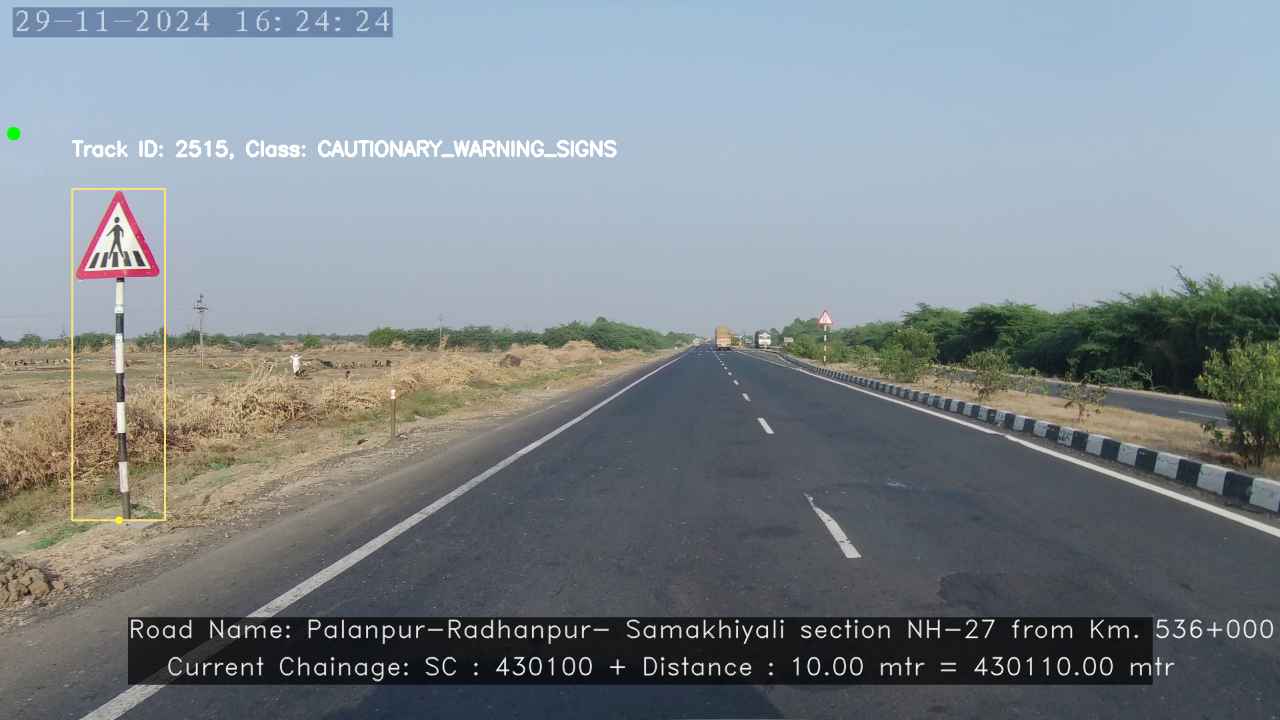 29-11-2024 16:24:24
Track ID: 2515, Class: CAUTIONARY_WARNING_SIGNS
Road Name: Palanpur-Radhanpur- Samakhiyali section NH-27 from Km. 536+000
Current Chainage: SC : 430100 + Distance : 10.00 mtr = 430110.00 mtr